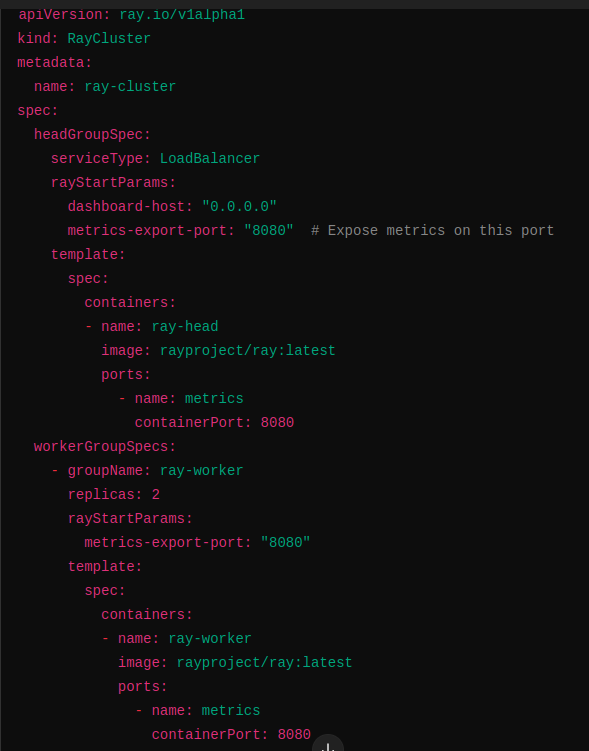 apiVersion: ray.io/v1alpha1
kind: RayCluster
metadata:
  name: ray-cluster
spec:
  headGroupSpec:
    serviceType: LoadBalancer
    rayStartParams:
      dashboard-host: "0.0.0.0"
      metrics-export-port: "8080"  # Expose metrics on this port
    template:
      spec:
        containers:
        - name: ray-head
          image: rayproject/ray:latest
          ports:
            - name: metrics
              containerPort: 8080
  workerGroupSpecs:
    - groupName: ray-worker
      replicas: 2
      rayStartParams:
        metrics-export-port: "8080"
      template:
        spec:
          containers:
          - name: ray-worker
            image: rayproject/ray:latest
            ports:
              - name: metrics
                containerPort: 8080